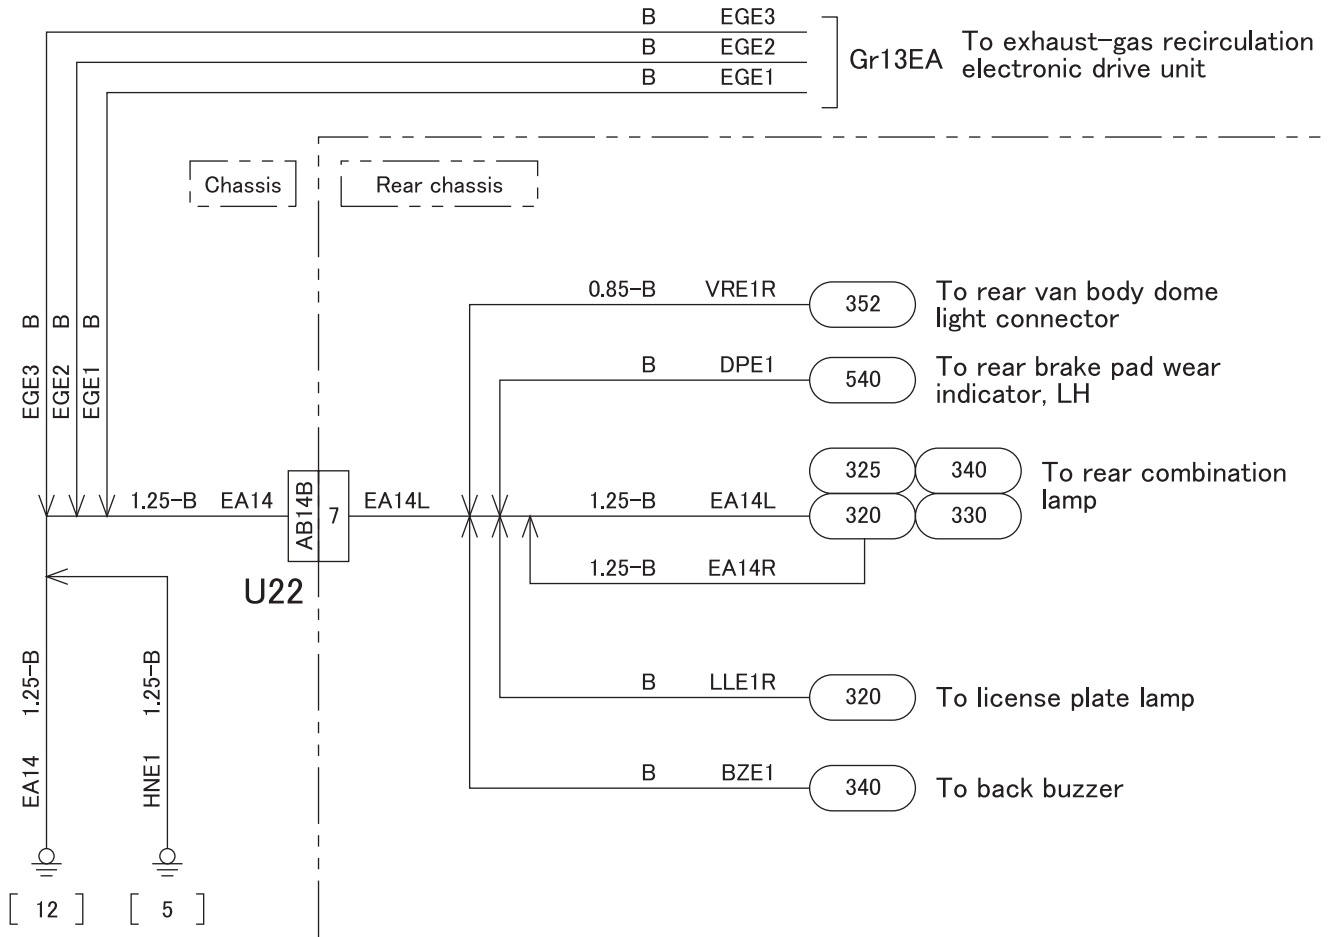 B EGE3
B EGE2
B EGE1
Gr13EA
To exhaust-gas recirculation
electronic drive unit
Chassis
Rear chassis
EGE3 B
EGE2 B
EGE1 B
0.85-B VRE1R
352
To rear van body dome
light connector
B DPE1
540
To rear brake pad wear
indicator, LH
325 340
320 330
To rear combination
lamp
1.25-B EA14
AB14B
7
EA14L
1.25-B EA14L
1.25-B EA14R
U22
EA14 1.25-B
HNE1 1.25-B
B LLE1R
320
To license plate lamp
B BZE1
340
To back buzzer
[ 12 ]
[ 5 ]